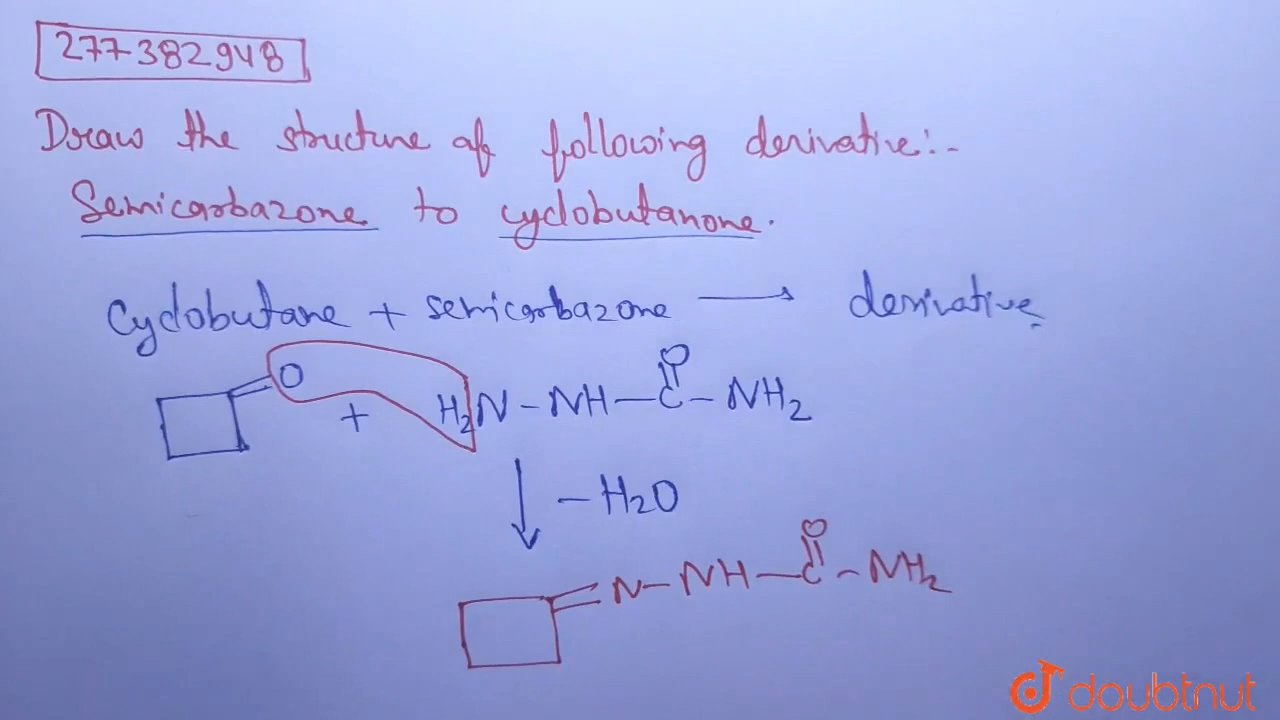 277382948
Draw the structure of following derivative:-
Semicarbazone to cyclobutanone.
Cyclobutane + semicarbazone → derivative.
O
O
+ H₂N - NH - C - NH₂
- H₂O
O
N - NH - C - NH₂
doubtnut